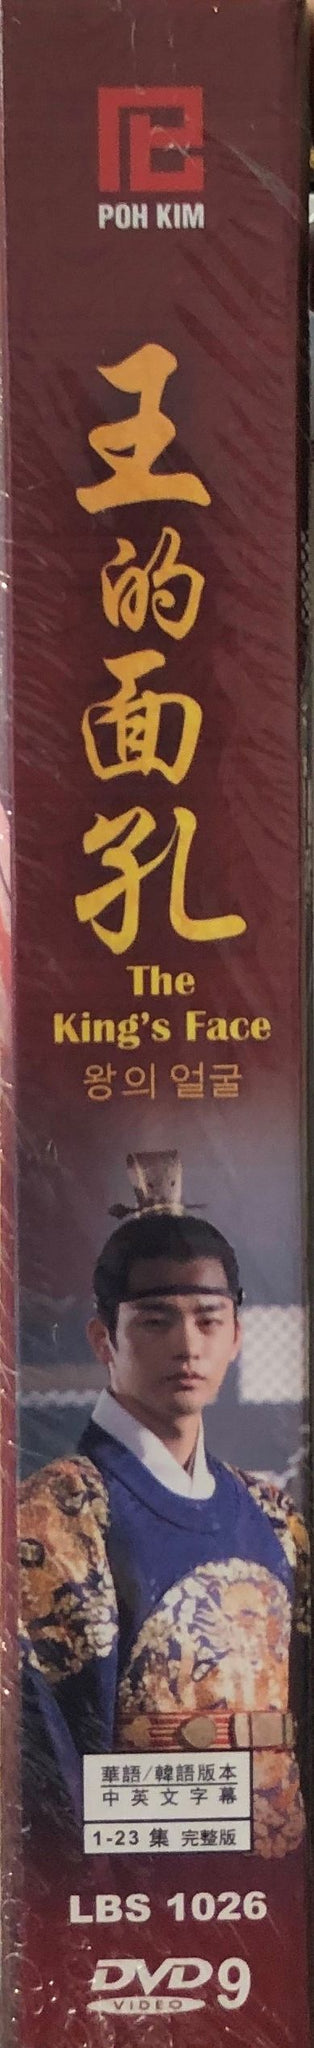 POH KIM
王的面孔
The
King's Face
왕의 얼굴
華語/韓語版本
中英文字幕
1-23 集 完整版
LBS 1026
DVD 9
VIDEO